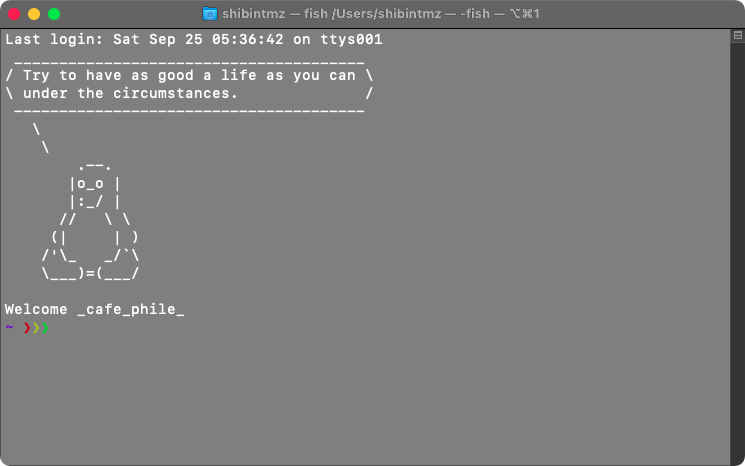 shibintmz — fish /Users/shibintmz — -fish — ⌥⌘1
Last login: Sat Sep 25 05:36:42 on ttys001
 _______________________________________
/ Try to have as good a life as you can \
\ under the circumstances.              /
 ---------------------------------------
   \
    \
        .--.
       |o_o |
       |:_/ |
      //   \ \
     (|     | )
    /'\_   _/`\
    \___)=(___/
Welcome _cafe_phile_
~ ❯❯❯